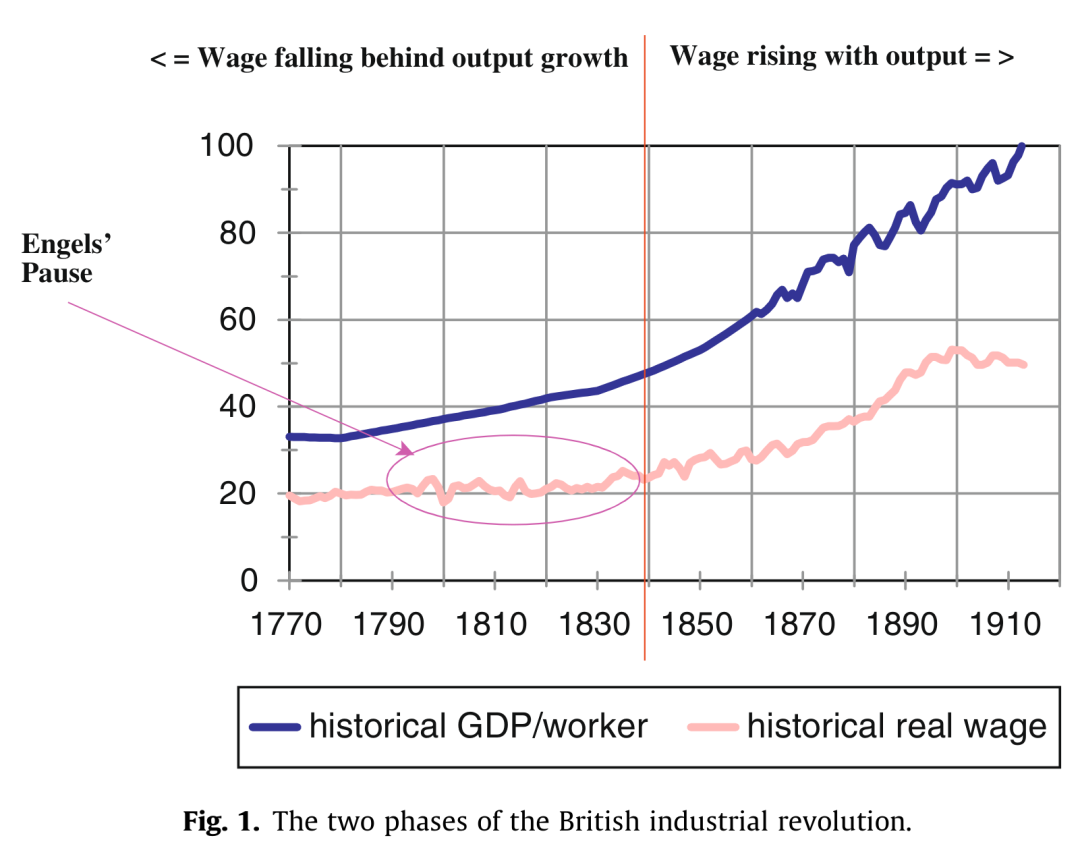 < = Wage falling behind output growth
Wage rising with output = >
Engels’
Pause
100
80
60
40
20
0
1770 1790 1810 1830 1850 1870 1890 1910
historical GDP/worker historical real wage
Fig. 1. The two phases of the British industrial revolution.